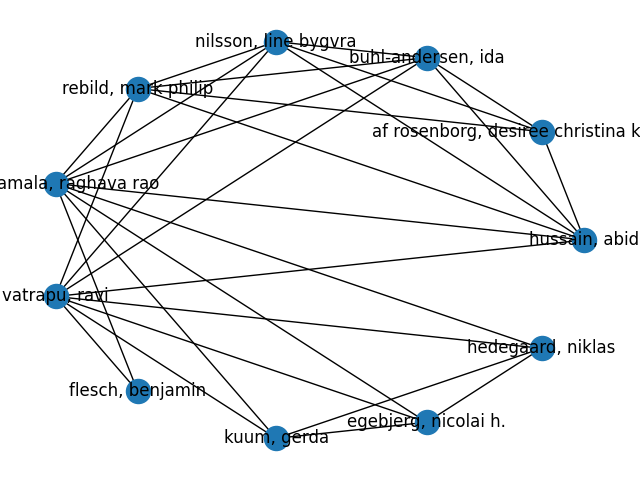 nilsson, line bygvra
buhl-andersen, ida
rebild, mark philip
af rosenborg, desiree christina k
amala, raghava rao
hussain, abid
vatrapu, ravi
hedegaard, niklas
flesch, benjamin
egebjerg, nicolai h.
kuum, gerda